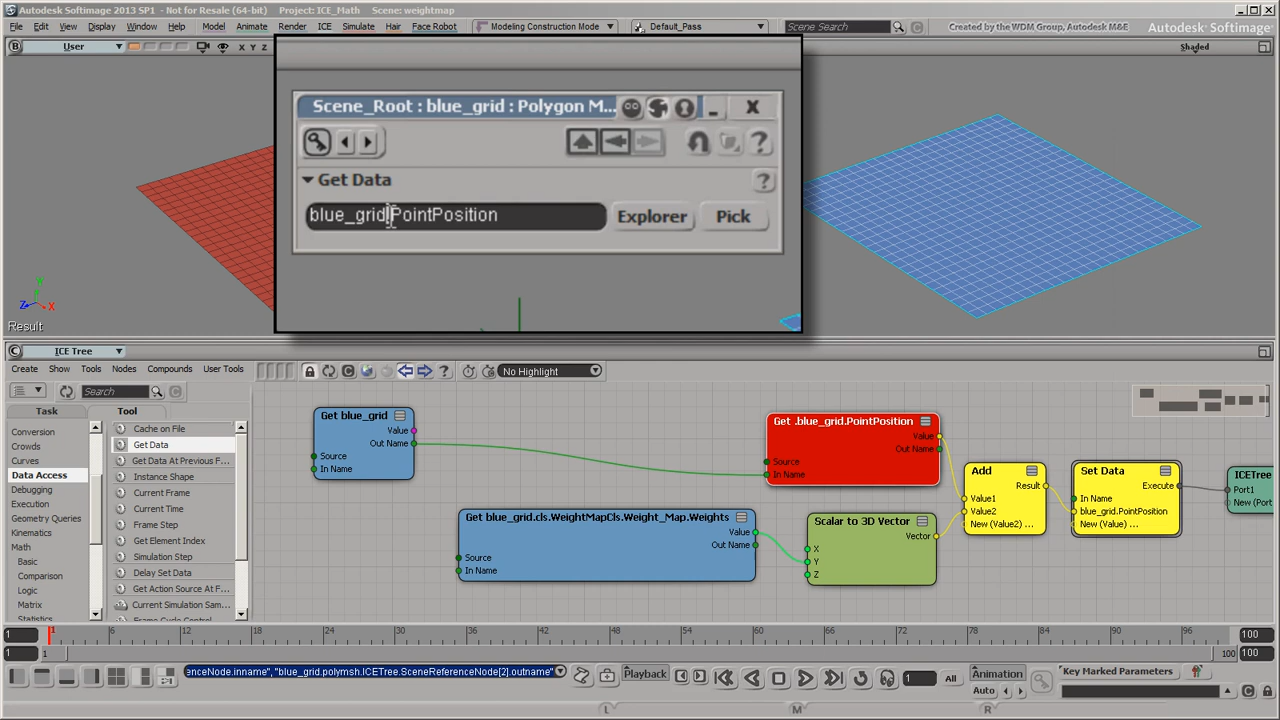 Autodesk Softimage 2013 SP1 - Not for Resale (64-bit) Project: ICE_Math Scene: weightmap
File Edit View Display Window Model Animate Render ICE Simulate Hair Face Robot Modeling Construction Mode Default_Pass Scene Search Created by the WDM Group, Autodesk M&E Autodesk Softimage
B User X Y Z Shaded
Scene_Root : blue_grid : Polygon M...
Get Data
blue_grid.PointPosition Explorer Pick
Y
Z X
Result
C ICE Tree
Create Show Tools Nodes Compounds User Tools No Highlight
Search
Task Tool
Conversion
Crowds
Curves
Data Access
Debugging
Execution
Geometry Queries
Kinematics
Math
Basic
Comparison
Logic
Matrix
Statistics
Cache on File
Get Data
Get Data At Previous F...
Instance Shape
Current Frame
Current Time
Frame Step
Get Element Index
Simulation Step
Delay Set Data
Get Action Source At F...
Current Simulation Sam...
Frame Cycle Control
Get blue_grid
Value
Out Name
Source
In Name
Get .blue_grid.PointPosition
Value
Out Name
Source
In Name
Get blue_grid.cls.WeightMapCls.Weight_Map.Weights
Value
Out Name
Source
In Name
Scalar to 3D Vector
Vector
X
Y
Z
Add
Result
Value1
Value2
New (Value2) ...
Set Data
Execute
In Name
blue_grid.PointPosition
New (Value) ...
ICETree
Port1
New (Port
1 1 6 12 18 24 30 36 42 48 54 60 66 72 78 84 90 96 100
1 1 100 100
enceNode.inname", "blue_grid.polymsh.ICETree.SceneReferenceNode[2].outname" Playback 1 All Animation Key Marked Parameters
Auto
L M R